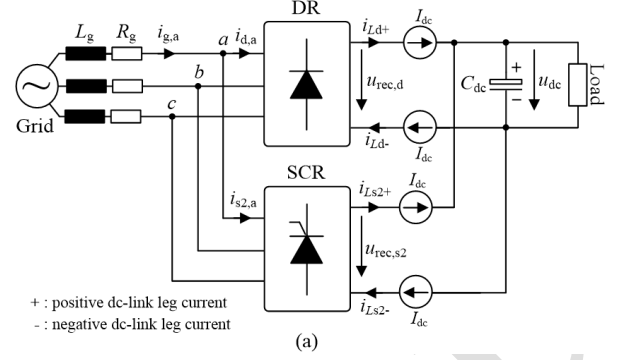 DR
Lg Rg ig,a a id,a iLd+ Idc
b urec,d Cdc + - udc Load
c
Grid iLd- Idc
SCR
is2,a iLs2+ Idc
urec,s2
iLs2- Idc
+ : positive dc-link leg current
- : negative dc-link leg current
(a)